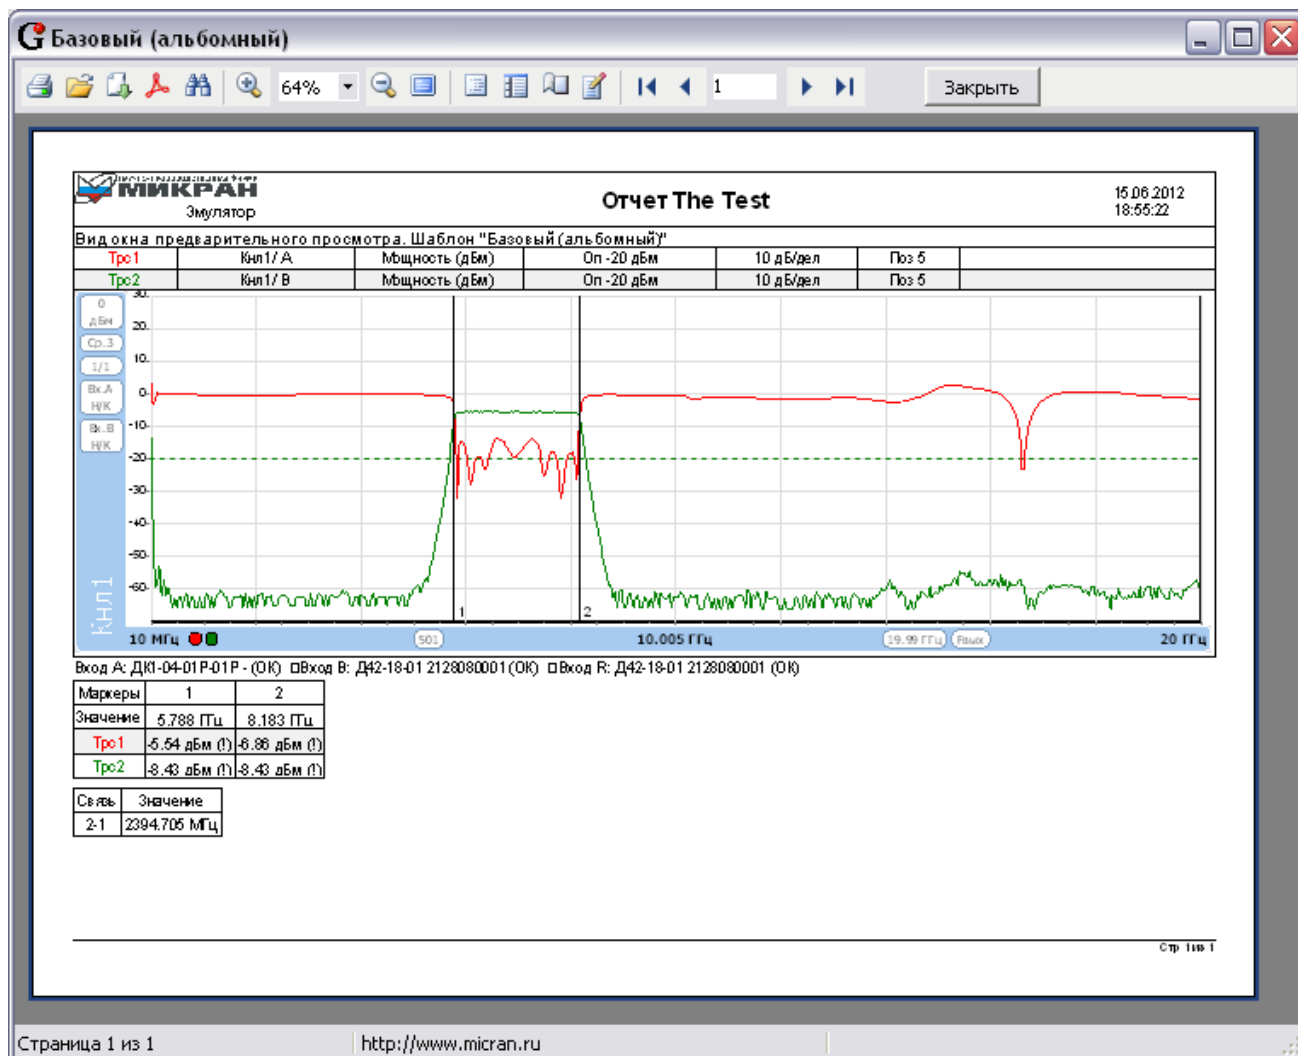 Базовый (альбомный)
64%
1
Закрыть
МИКРАН
Эмулятор
Отчет The Test
15.06.2012
18:55:22
Вид окна предварительного просмотра. Шаблон "Базовый (альбомный)"
Трс1 Кнл1/ A Мощность (дБм) Оп -20 дБм 10 дБ/дел Поз 5
Трс2 Кнл1/ B Мощность (дБм) Оп -20 дБм 10 дБ/дел Поз 5
0
дБм
Ср.3
1/1
Вх.А
Н/К
Вх.В
Н/К
Кнл1
30
20
10
0
-10
-20
-30
-40
-50
-60
1
2
10 МГц 501 10.005 ГГц 19.99 ГГц Fвых 20 ГГц
Вход А: ДК1-04-01Р-01Р - (ОК) □Вход В: Д42-18-01 2128080001 (ОК) □Вход R: Д42-18-01 2128080001 (ОК)
Маркеры 1 2
Значение 5.788 ГГц 8.183 ГГц
Трс1 -5.54 дБм (!) -6.86 дБм (!)
Трс2 -8.43 дБм (!) -8.43 дБм (!)
Связь Значение
2-1 2394.705 МГц
Стр 1 из 1
Страница 1 из 1
http://www.micran.ru